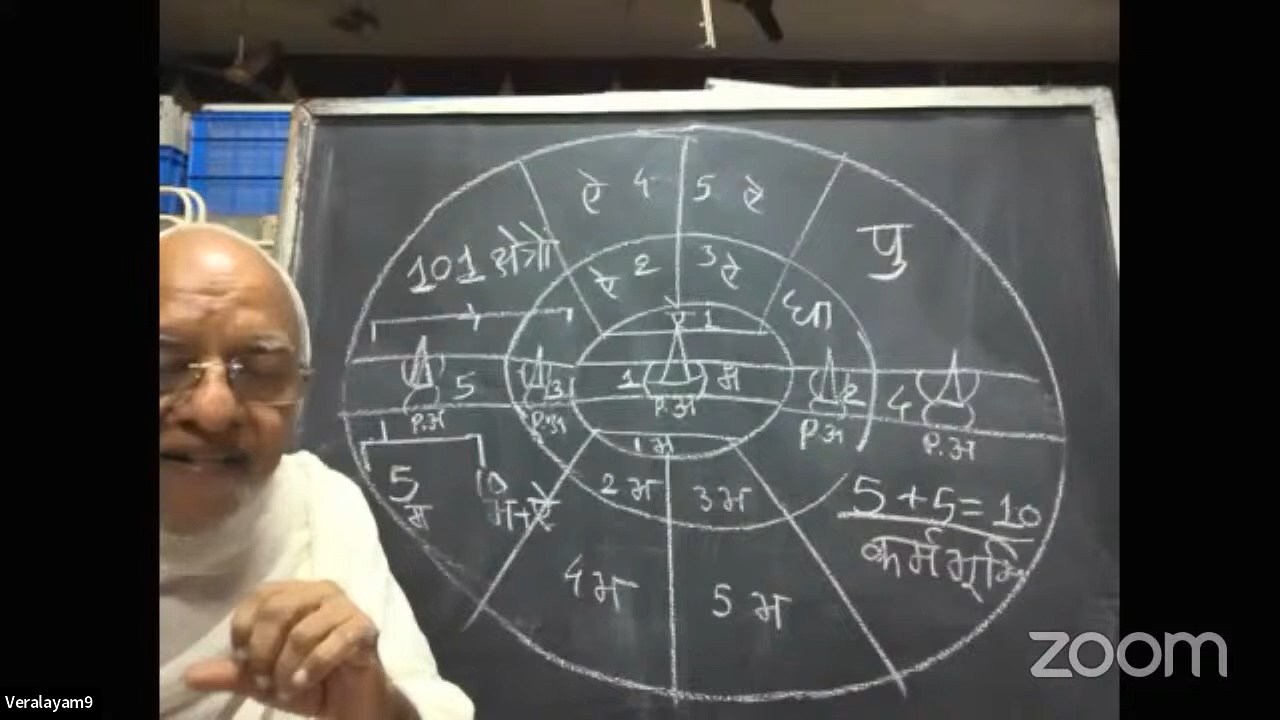 ऐ 4
5 ऐ
101 क्षेत्रो
पु
ऐ 2
3 ऐ
धा
ऐ 1
5
3
1
म
2
4
P.अ
P.अ
P.अ
P.अ
P.अ
1 भ
5
म
10
म+ऐ
2 भ
3 भ
5+5=10
कर्मभूमि
4 भ
5 भ
zoom
Veralayam9